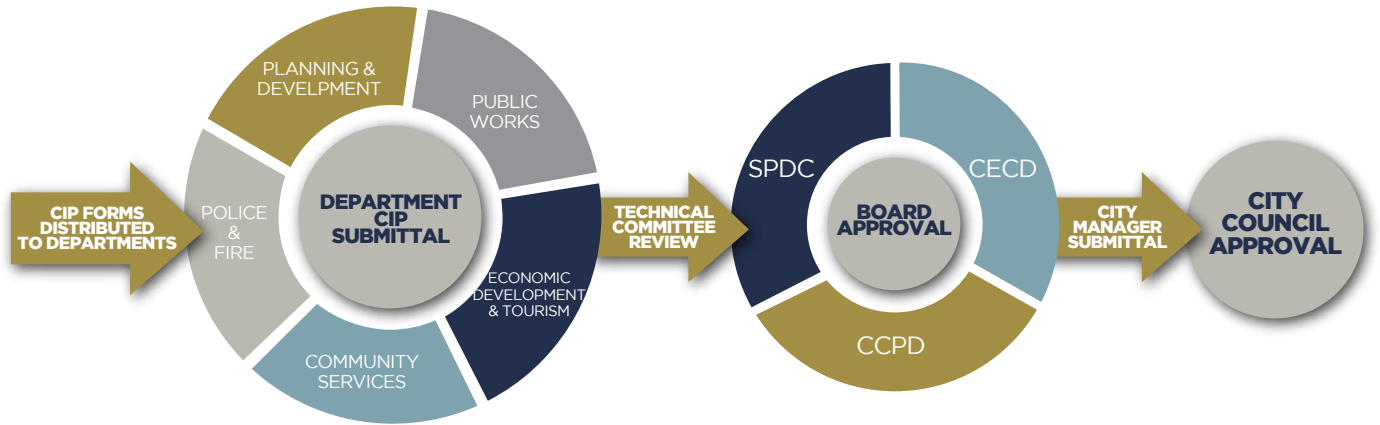 CIP FORMS
DISTRIBUTED
TO DEPARTMENTS
PLANNING &
DEVELPMENT
PUBLIC
WORKS
POLICE
&
FIRE
DEPARTMENT
CIP
SUBMITTAL
ECONOMIC
DEVELOPMENT
& TOURISM
COMMUNITY
SERVICES
TECHNICAL
COMMITTEE
REVIEW
SPDC
CECD
BOARD
APPROVAL
CCPD
CITY
MANAGER
SUBMITTAL
CITY
COUNCIL
APPROVAL